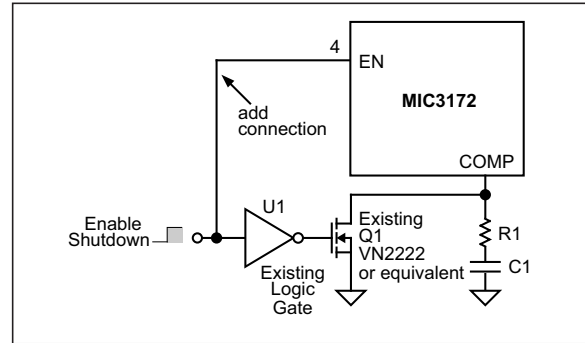 4
EN
MIC3172
add
connection
COMP
U1
Enable
Shutdown
Existing
Q1
VN2222
or equivalent
R1
C1
Existing
Logic
Gate